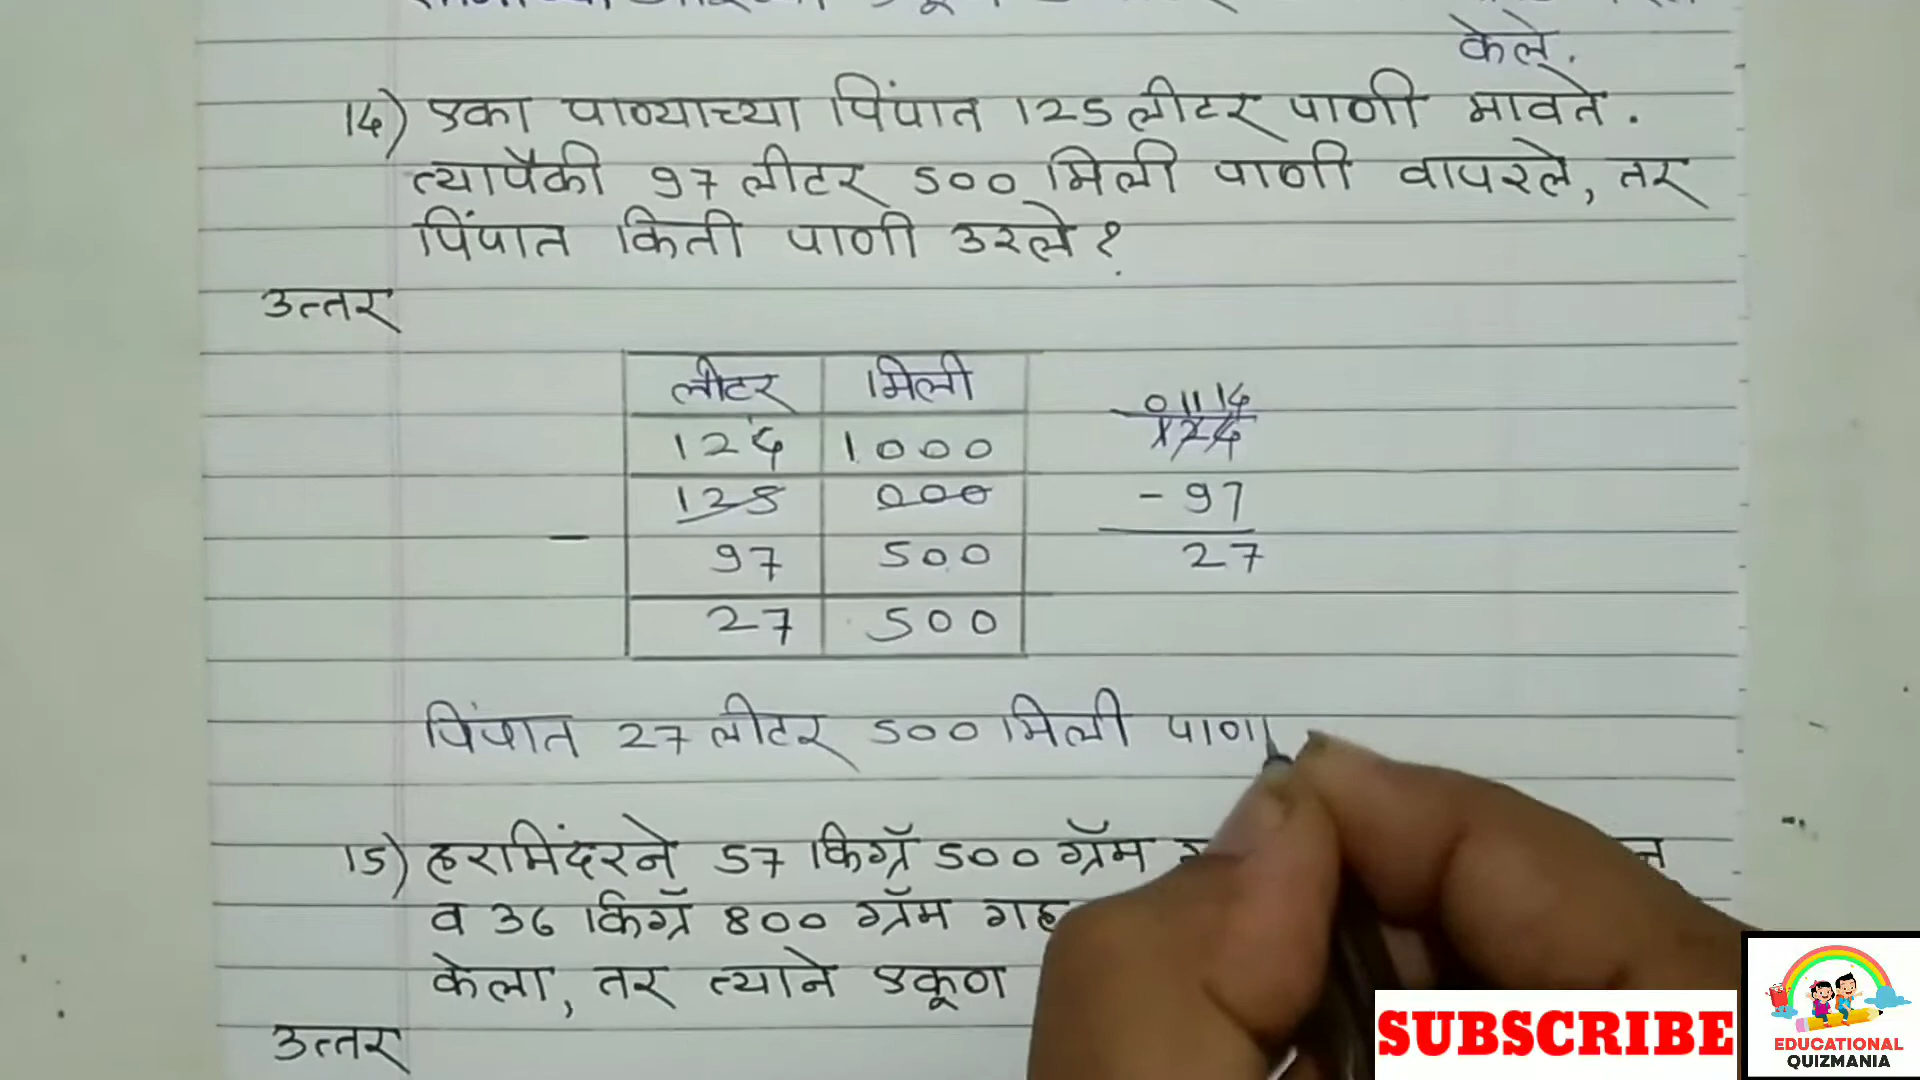 केले.
14) एका पाण्याच्या पिंपात 125 लीटर पाणी मावते.
त्यापैकी 97 लीटर 500 मिली पाणी वापरले, तर
पिंपात किती पाणी उरले?
उत्तर
लीटर मिली
124 1000
125 000
- 97 500
27 500
0 11 14
124
- 97
27
पिंपात 27 लीटर 500 मिली
15) हरमिंदरने 57 किग्रॅ 500 ग्रॅम
व 36 किग्रॅ 800 ग्रॅम
केला, तर त्याने एकूण
उत्तर
SUBSCRIBE
EDUCATIONAL
QUIZMANIA